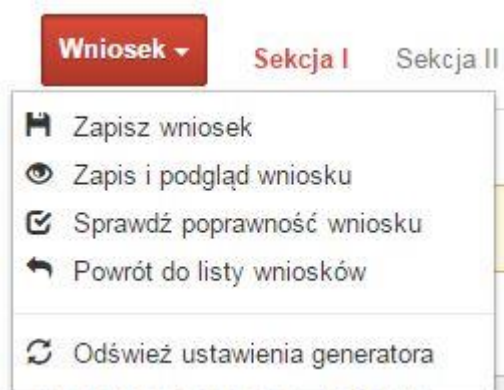 Wniosek Sekcja I Sekcja II
Zapisz wniosek
Zapis i podgląd wniosku
Sprawdź poprawność wniosku
Powrót do listy wniosków
Odśwież ustawienia generatora